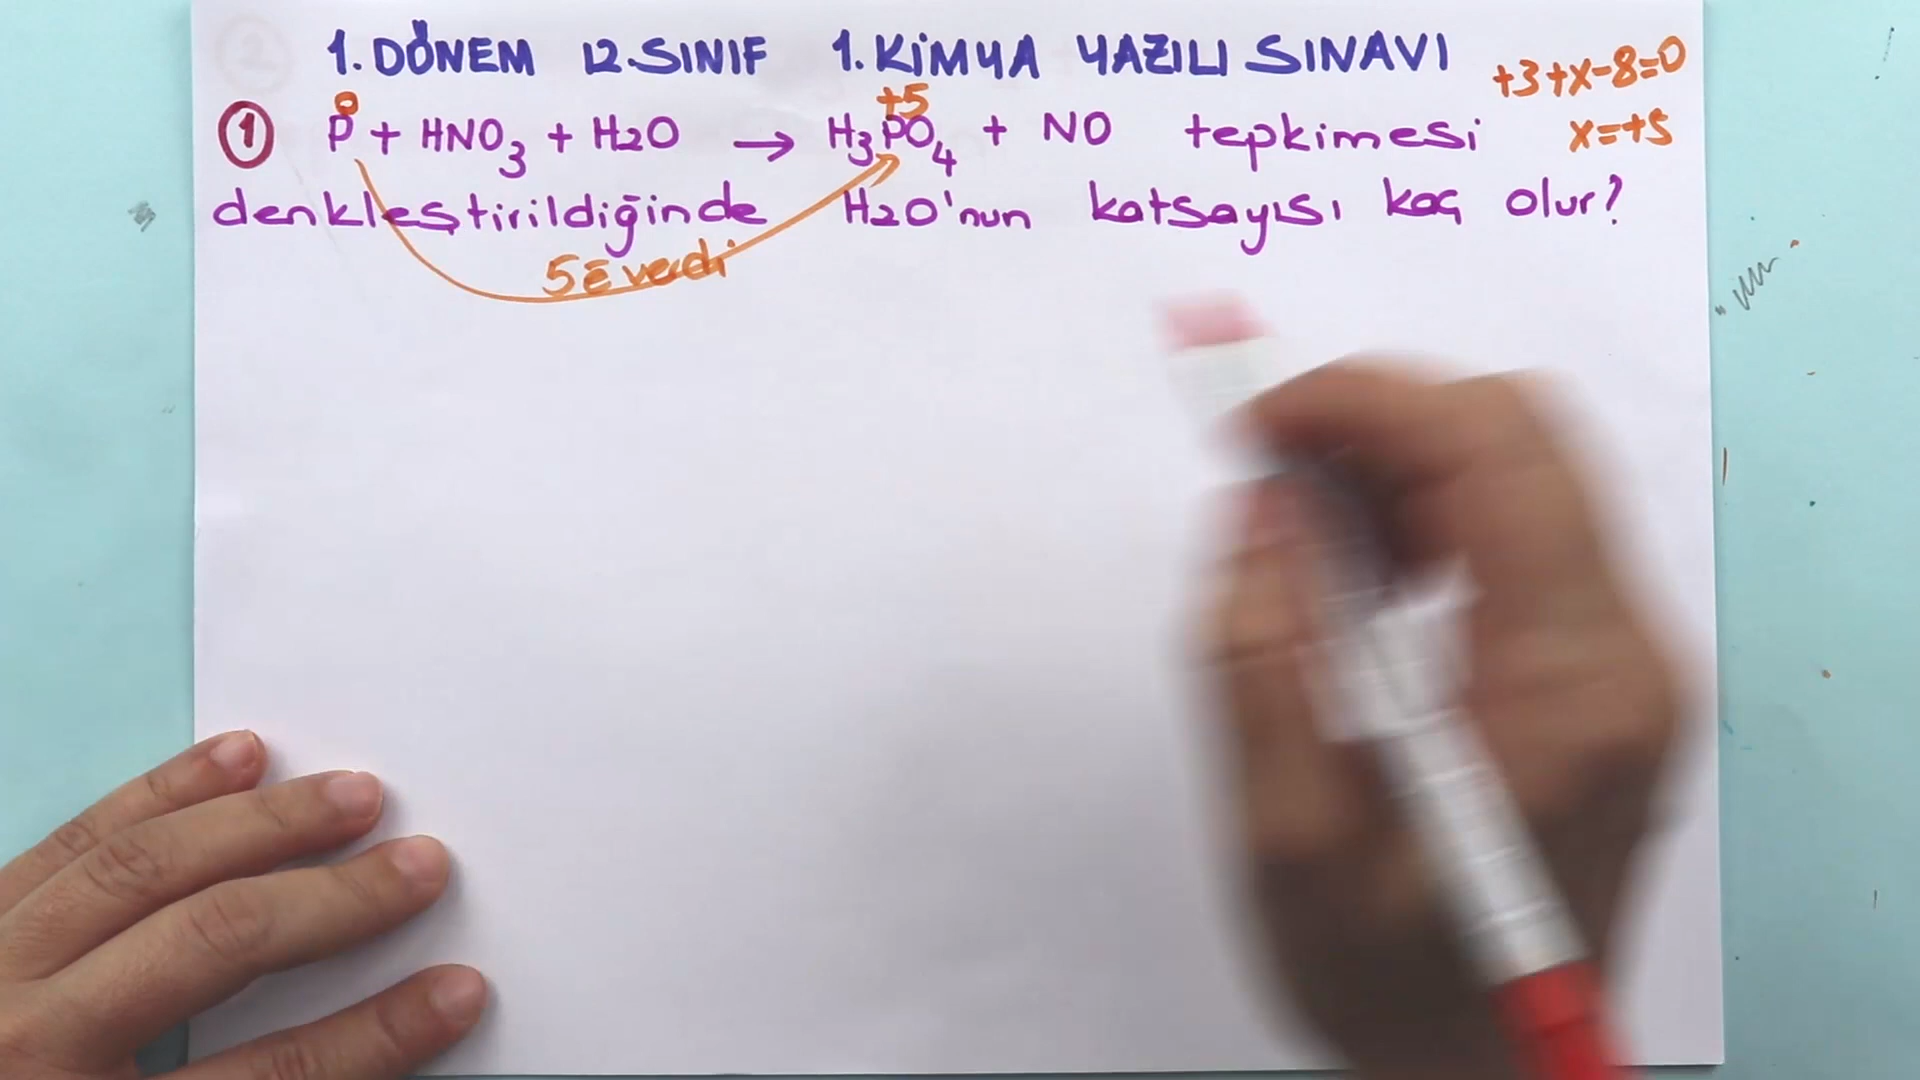 1. DÖNEM 12. SINIF 1. KİMYA YAZILI SINAVI
+3+x-8=0
x=+5
0 +5
① P + HNO₃ + H₂O → H₃PO₄ + NO tepkimesi
denkleştirildiğinde H₂O'nun katsayısı kaç olur?
5ē verdi